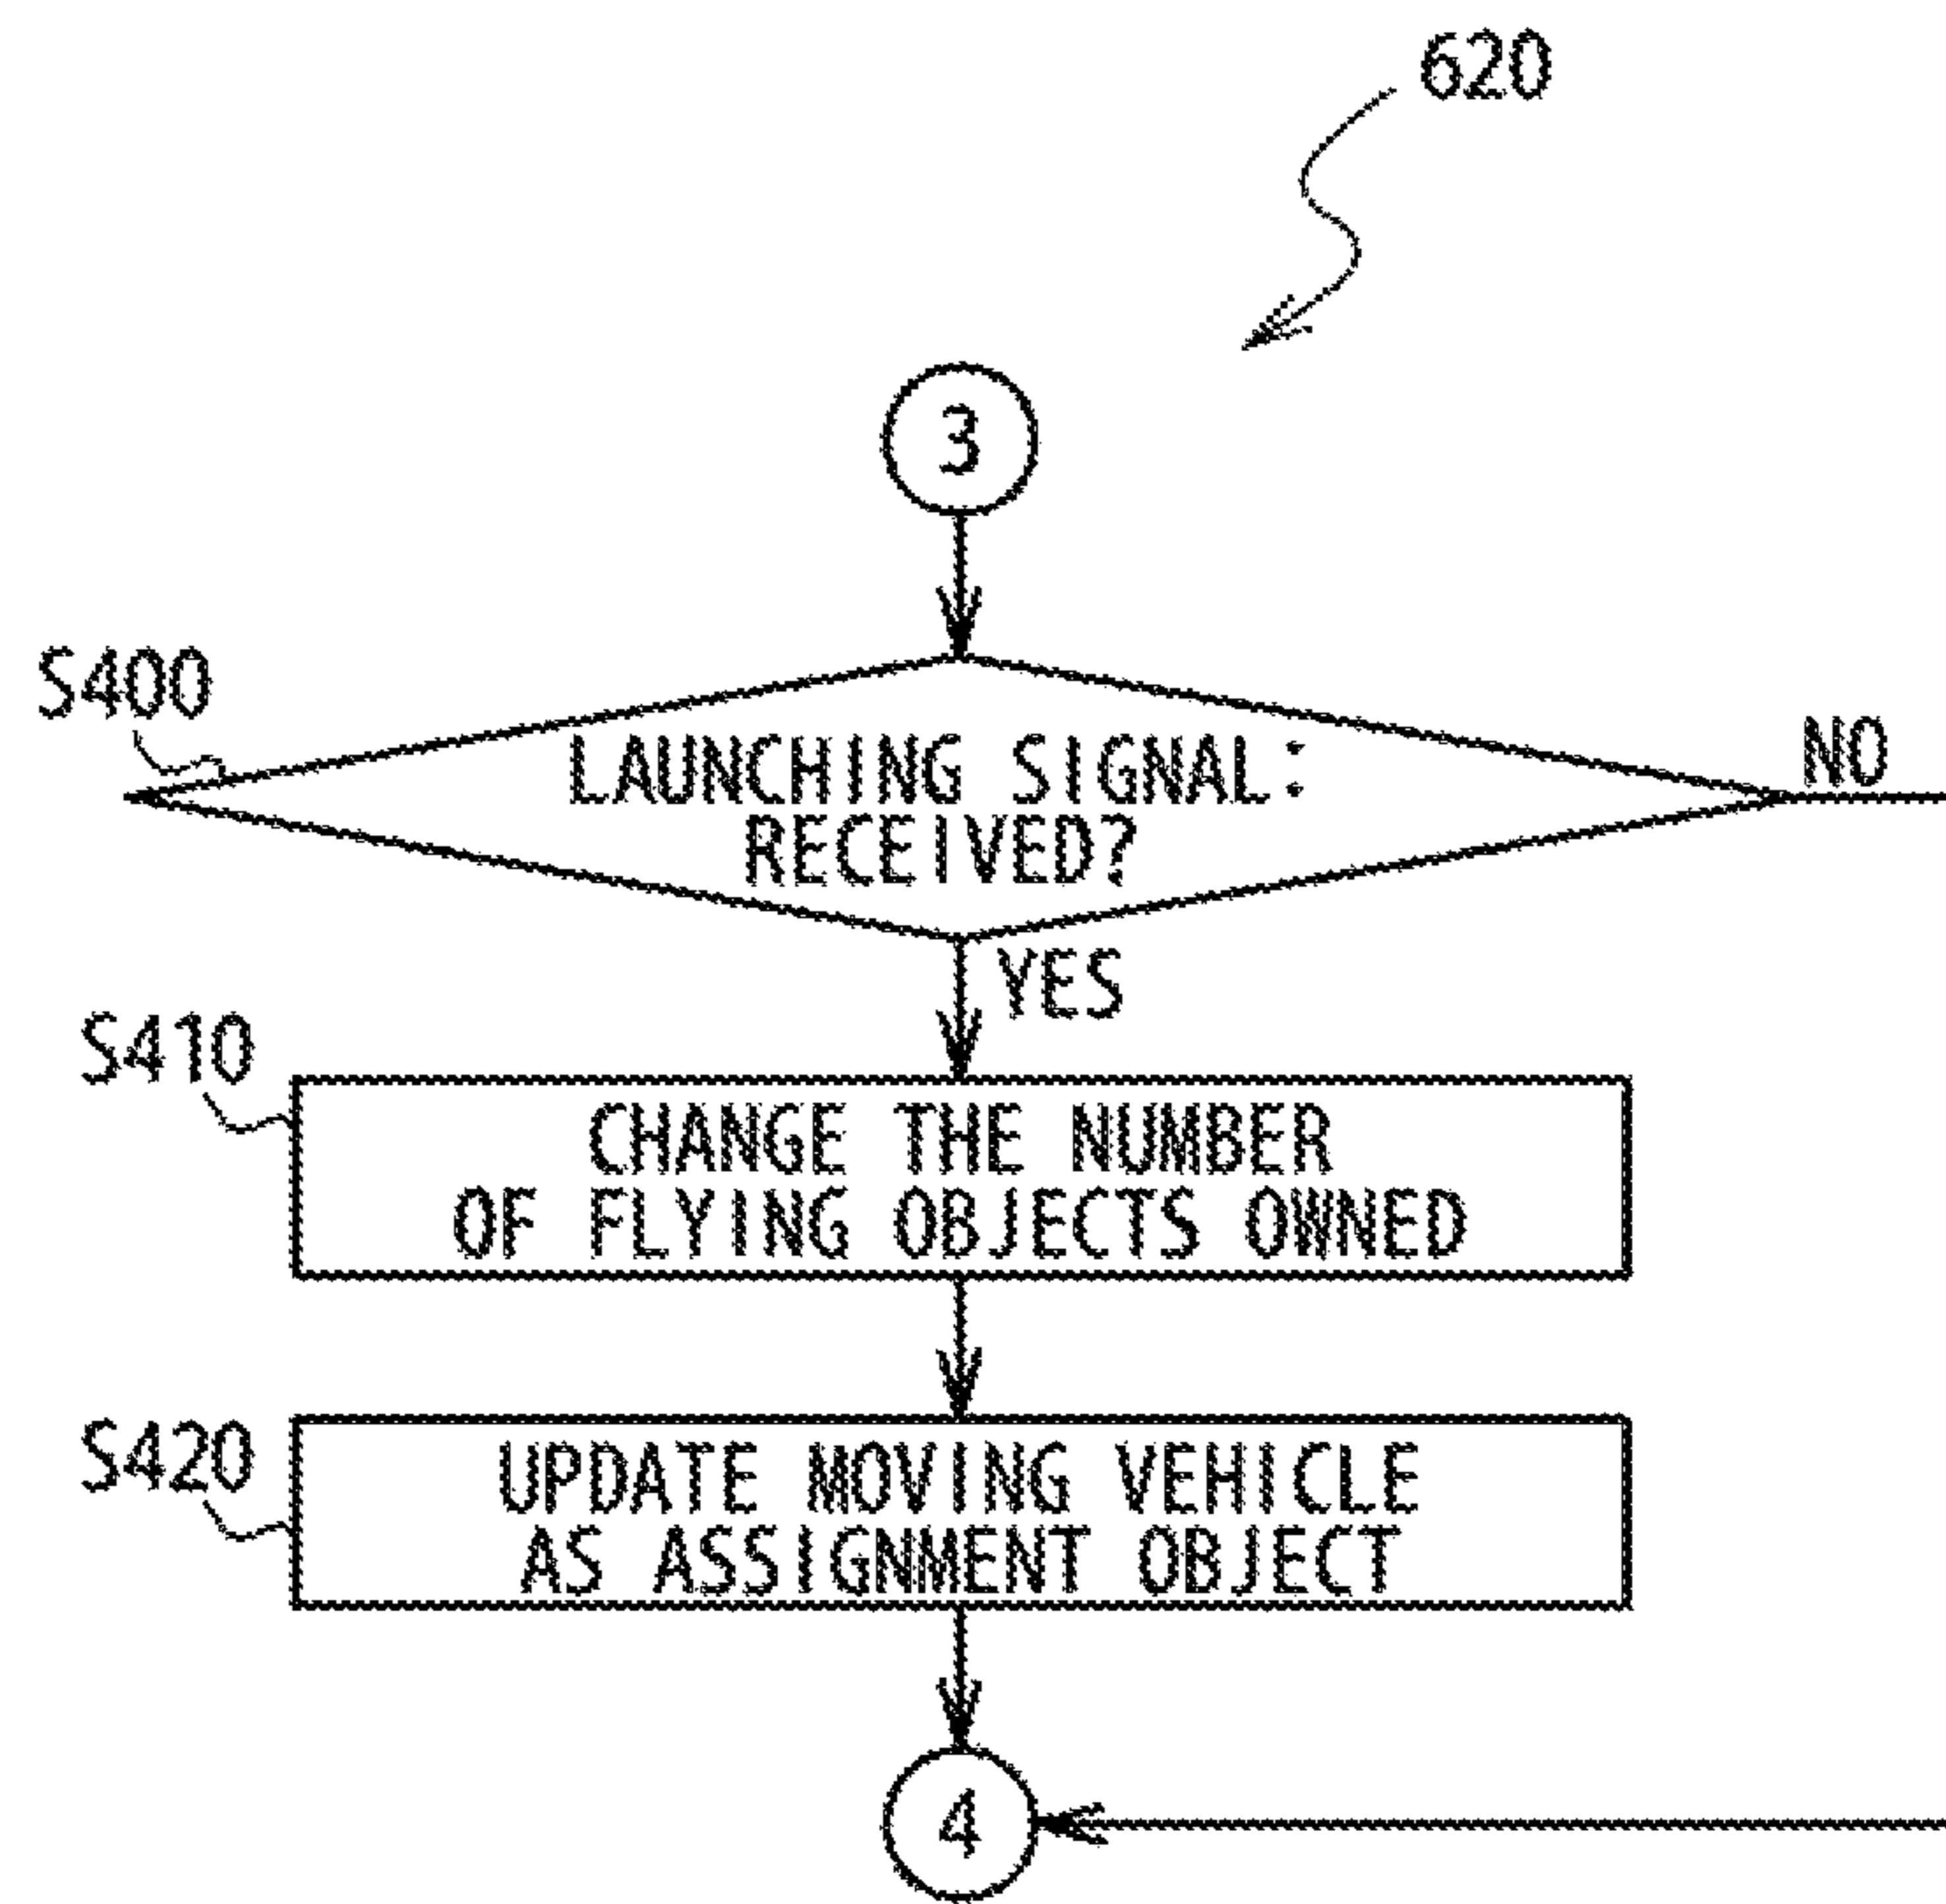 620
3
S400
LAUNCHING SIGNAL:
RECEIVED?
NO
YES
S410
CHANGE THE NUMBER
OF FLYING OBJECTS OWNED
S420
UPDATE MOVING VEHICLE
AS ASSIGNMENT OBJECT
4